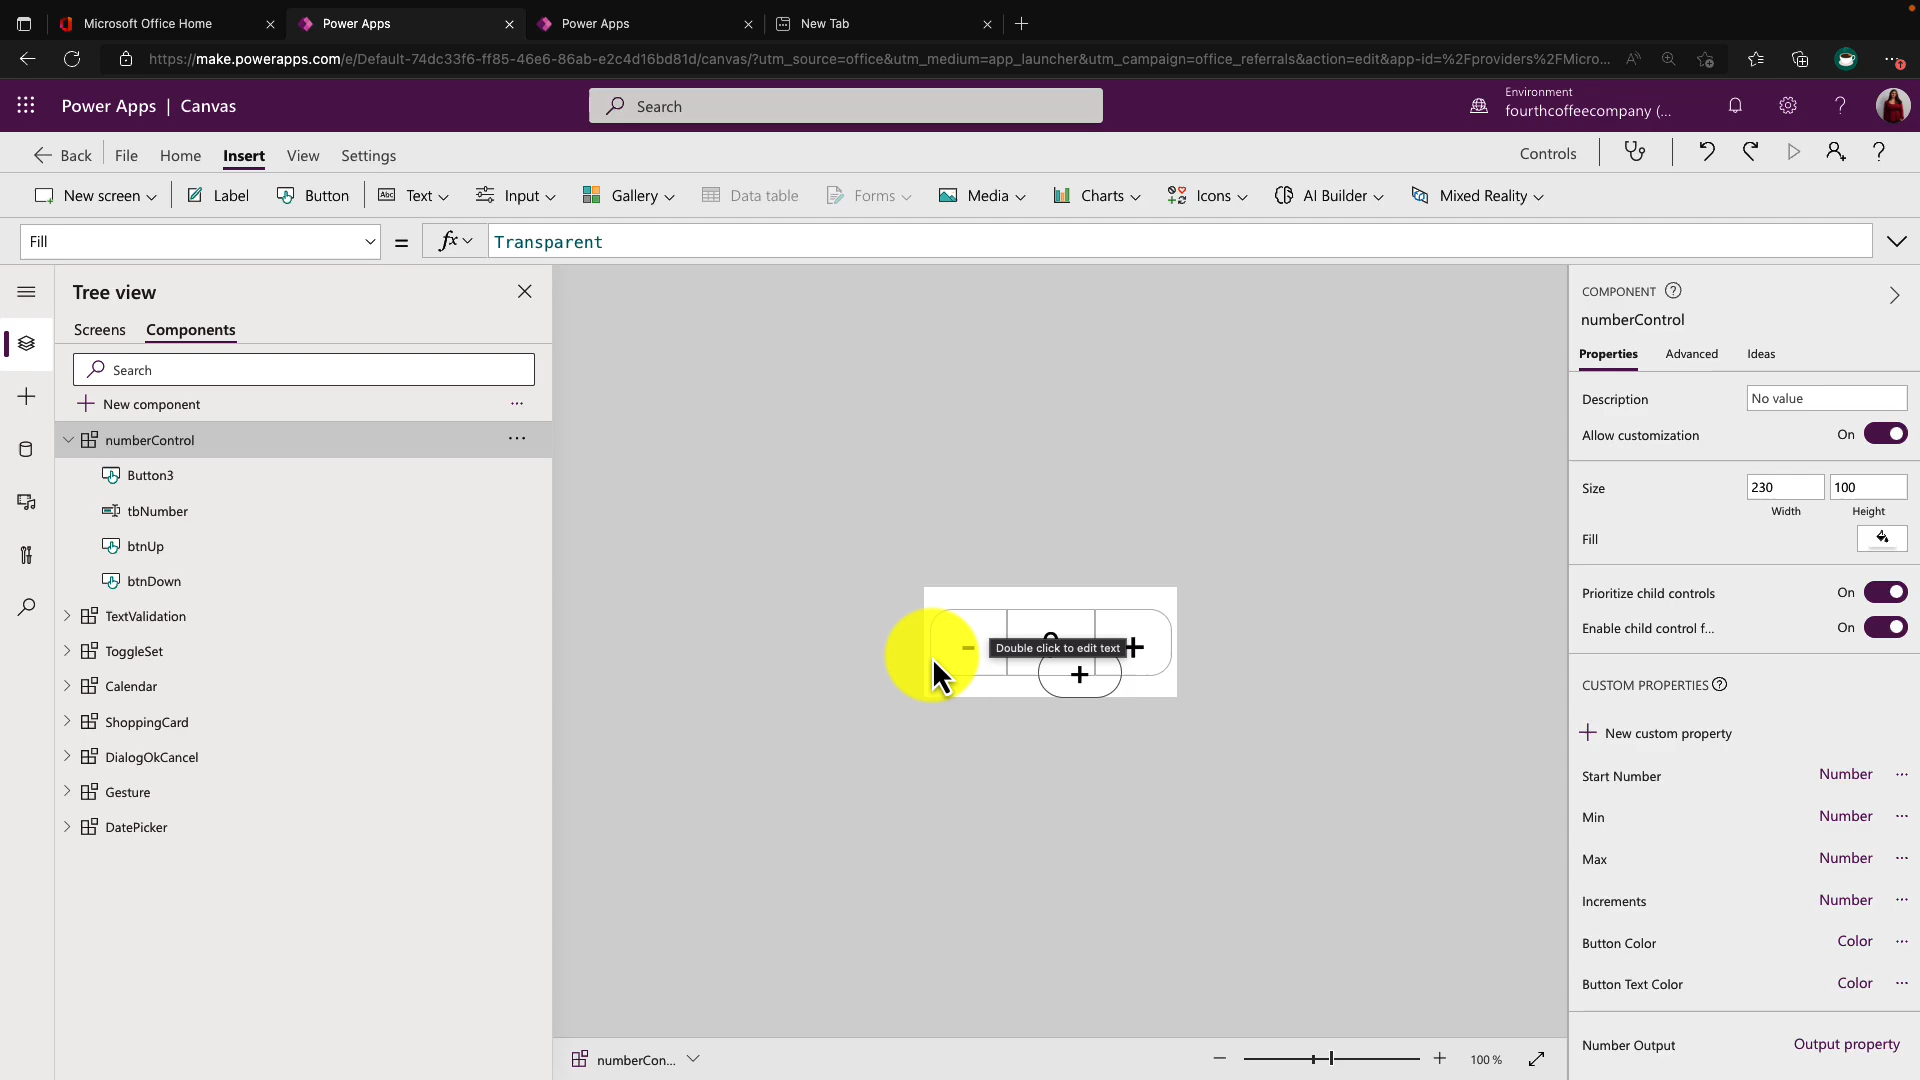 Microsoft Office Home
Power Apps
Power Apps
New Tab
https://make.powerapps.com/e/Default-74dc33f6-ff85-46e6-86ab-e2c4d16bd81d/canvas/?utm_source=office&utm_medium=app_launcher&utm_campaign=office_referrals&action=edit&app-id=%2Fproviders%2FMicro...
Power Apps | Canvas
Search
Environment
fourthcoffeecompany (...
Back
File
Home
Insert
View
Settings
Controls
New screen
Label
Button
Text
Input
Gallery
Data table
Forms
Media
Charts
Icons
AI Builder
Mixed Reality
Fill
=
fx
Transparent
Tree view
Screens
Components
Search
New component
numberControl
Button3
tbNumber
btnUp
btnDown
TextValidation
ToggleSet
Calendar
ShoppingCard
DialogOkCancel
Gesture
DatePicker
-
Double click to edit text
+
+
numberCon...
100 %
COMPONENT
numberControl
Properties
Advanced
Ideas
Description
No value
Allow customization
On
Size
230
100
Width
Height
Fill
Prioritize child controls
On
Enable child control f...
On
CUSTOM PROPERTIES
New custom property
Start Number
Number
Min
Number
Max
Number
Increments
Number
Button Color
Color
Button Text Color
Color
Number Output
Output property